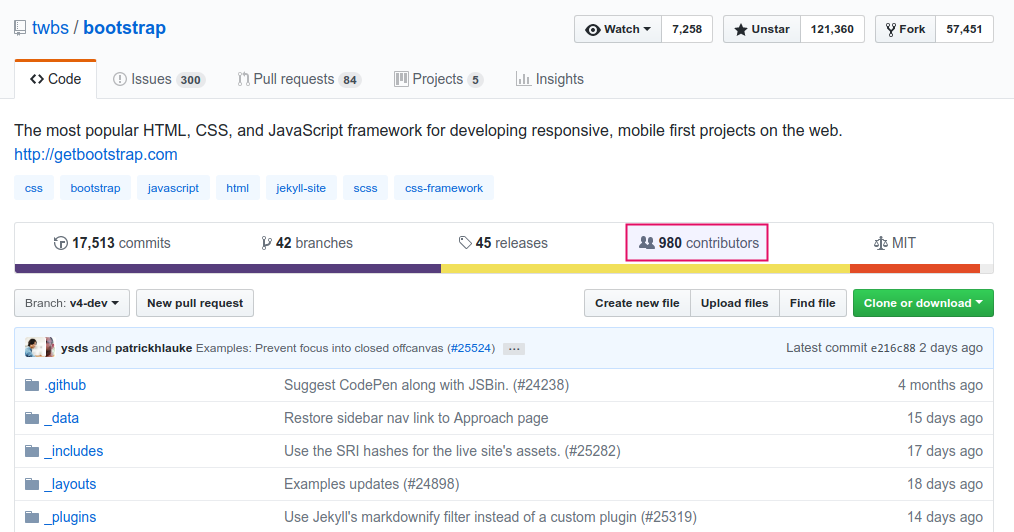 twbs / bootstrap
Watch 7,258 Unstar 121,360 Fork 57,451
Code Issues 300 Pull requests 84 Projects 5 Insights
The most popular HTML, CSS, and JavaScript framework for developing responsive, mobile first projects on the web.
http://getbootstrap.com
css bootstrap javascript html jekyll-site scss css-framework
17,513 commits 42 branches 45 releases 980 contributors MIT
Branch: v4-dev New pull request Create new file Upload files Find file Clone or download
ysds and patrickhlauke Examples: Prevent focus into closed offcanvas (#25524) ... Latest commit e216c88 2 days ago
.github Suggest CodePen along with JSBin. (#24238) 4 months ago
_data Restore sidebar nav link to Approach page 15 days ago
_includes Use the SRI hashes for the live site's assets. (#25282) 17 days ago
_layouts Examples updates (#24898) 18 days ago
_plugins Use Jekyll's markdownify filter instead of a custom plugin (#25319) 14 days ago